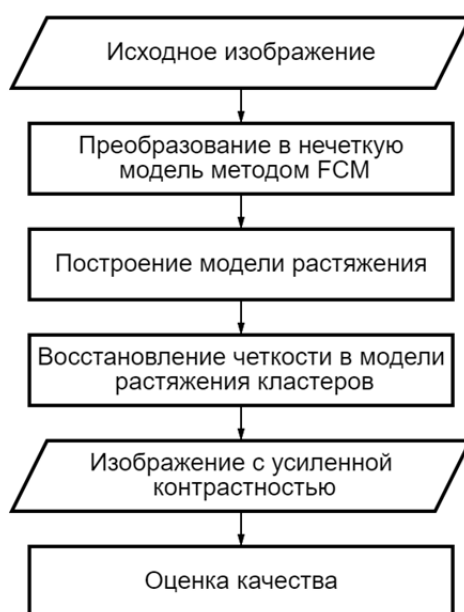 Исходное изображение
Преобразование в нечеткую
модель методом FCM
Построение модели растяжения
Восстановление четкости в модели
растяжения кластеров
Изображение с усиленной
контрастностью
Оценка качества